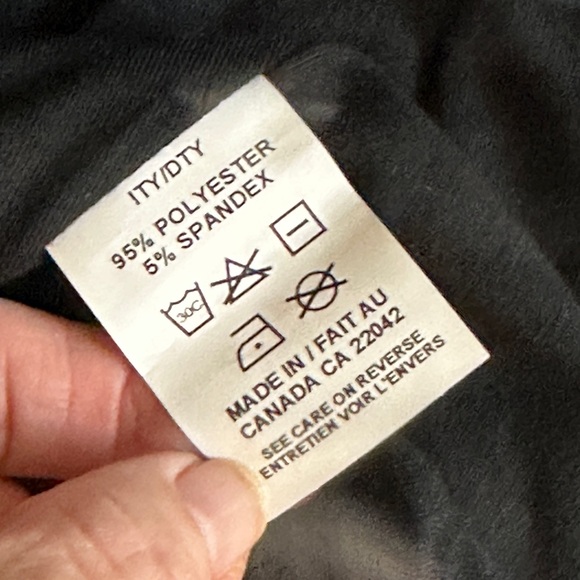 ITY/DTY
95% POLYESTER
5% SPANDEX
30C
MADE IN / FAIT AU
CANADA CA 22042
SEE CARE ON REVERSE
ENTRETIEN VOIR L'ENVERS